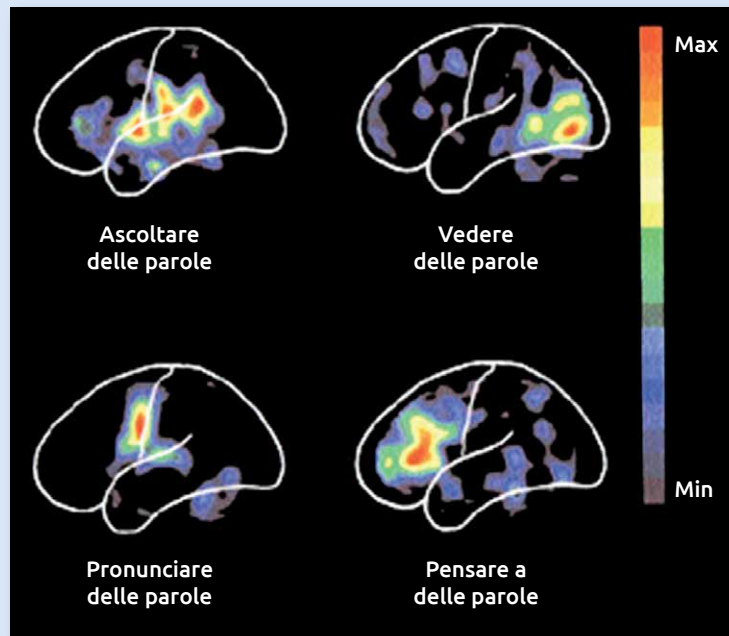 Max
Ascoltare
delle parole
Vedere
delle parole
Pronunciare
delle parole
Pensare a
delle parole
Min